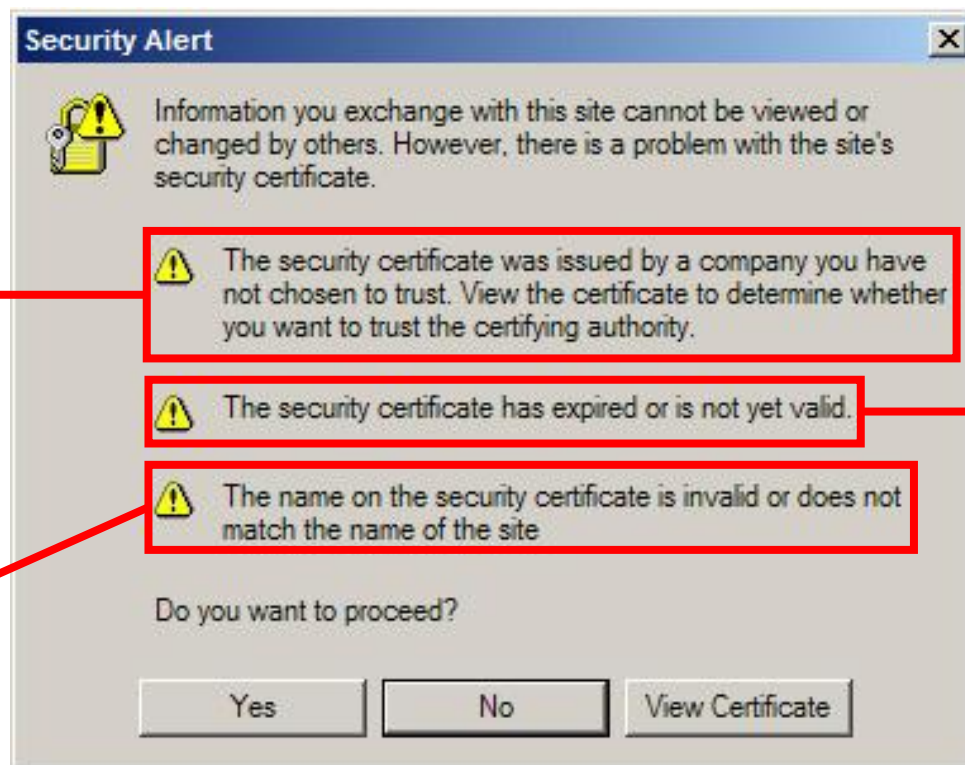 Security Alert
Information you exchange with this site cannot be viewed or
changed by others. However, there is a problem with the site's
security certificate.
The security certificate was issued by a company you have
not chosen to trust. View the certificate to determine whether
you want to trust the certifying authority.
The security certificate has expired or is not yet valid.
The name on the security certificate is invalid or does not
match the name of the site
Do you want to proceed?
Yes No View Certificate